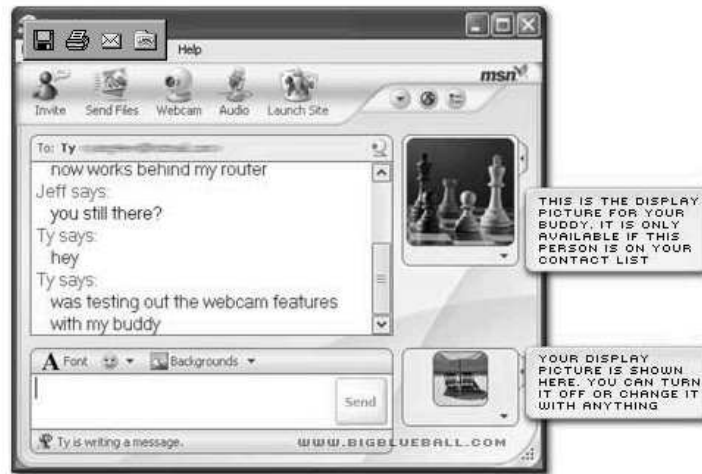 Help
msn
Invite Send Files Webcam Audio Launch Site
To: Ty
now works behind my router
Jeff says:
you still there?
Ty says:
hey
Ty says:
was testing out the webcam features
with my buddy
THIS IS THE DISPLAY
PICTURE FOR YOUR
BUDDY, IT IS ONLY
AVAILABLE IF THIS
PERSON IS ON YOUR
CONTACT LIST
A Font Backgrounds
Send
Ty is writing a message.
WWW.BIGBLUEBALL.COM
YOUR DISPLAY
PICTURE IS SHOWN
HERE. YOU CAN TURN
IT OFF OR CHANGE IT
WITH ANYTHING